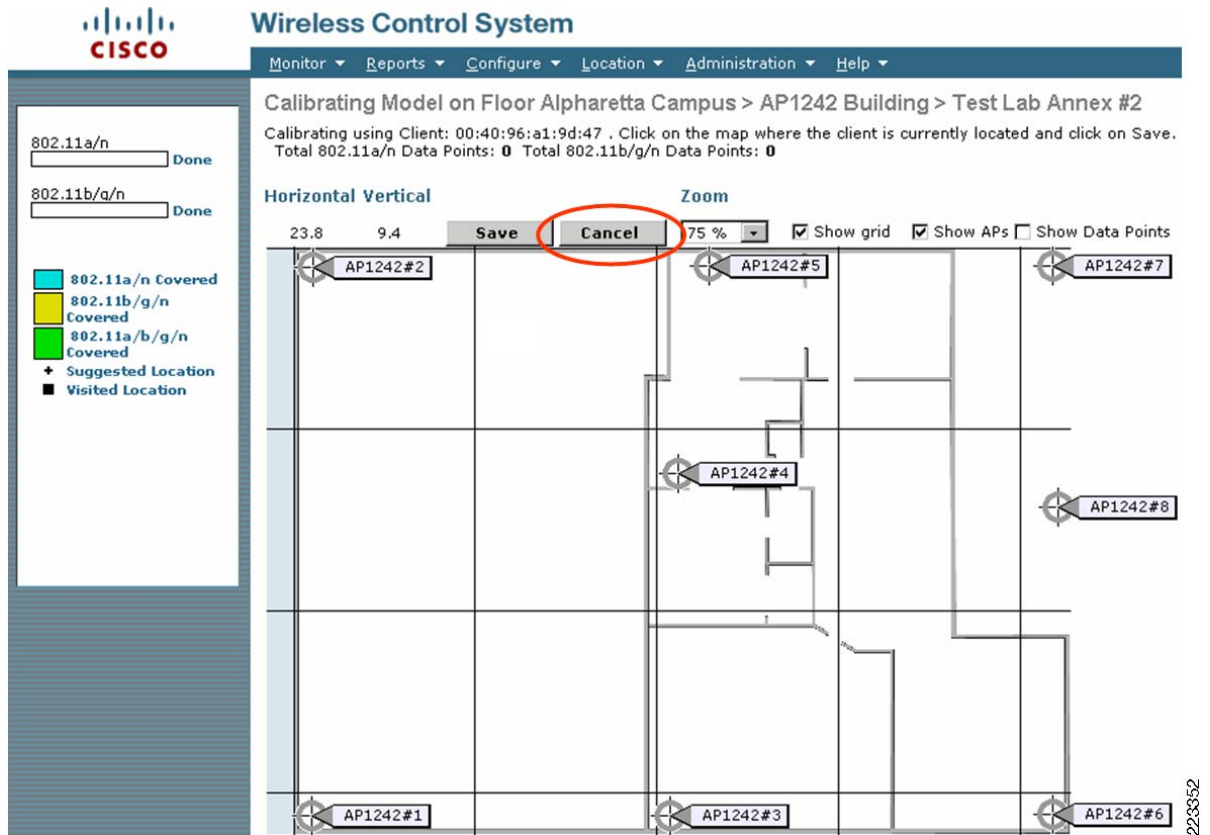 CISCO
Wireless Control System
Monitor Reports Configure Location Administration Help
Calibrating Model on Floor Alpharetta Campus > AP1242 Building > Test Lab Annex #2
Calibrating using Client: 00:40:96:a1:9d:47 . Click on the map where the client is currently located and click on Save.
Total 802.11a/n Data Points: 0 Total 802.11b/g/n Data Points: 0
802.11a/n
Done
802.11b/g/n
Done
802.11a/n Covered
802.11b/g/n
Covered
802.11a/b/g/n
Covered
Suggested Location
Visited Location
Horizontal Vertical Zoom
23.8 9.4 Save Cancel 75 % Show grid Show APs Show Data Points
AP1242#2 AP1242#5 AP1242#7
AP1242#4
AP1242#8
AP1242#1 AP1242#3 AP1242#6
223352